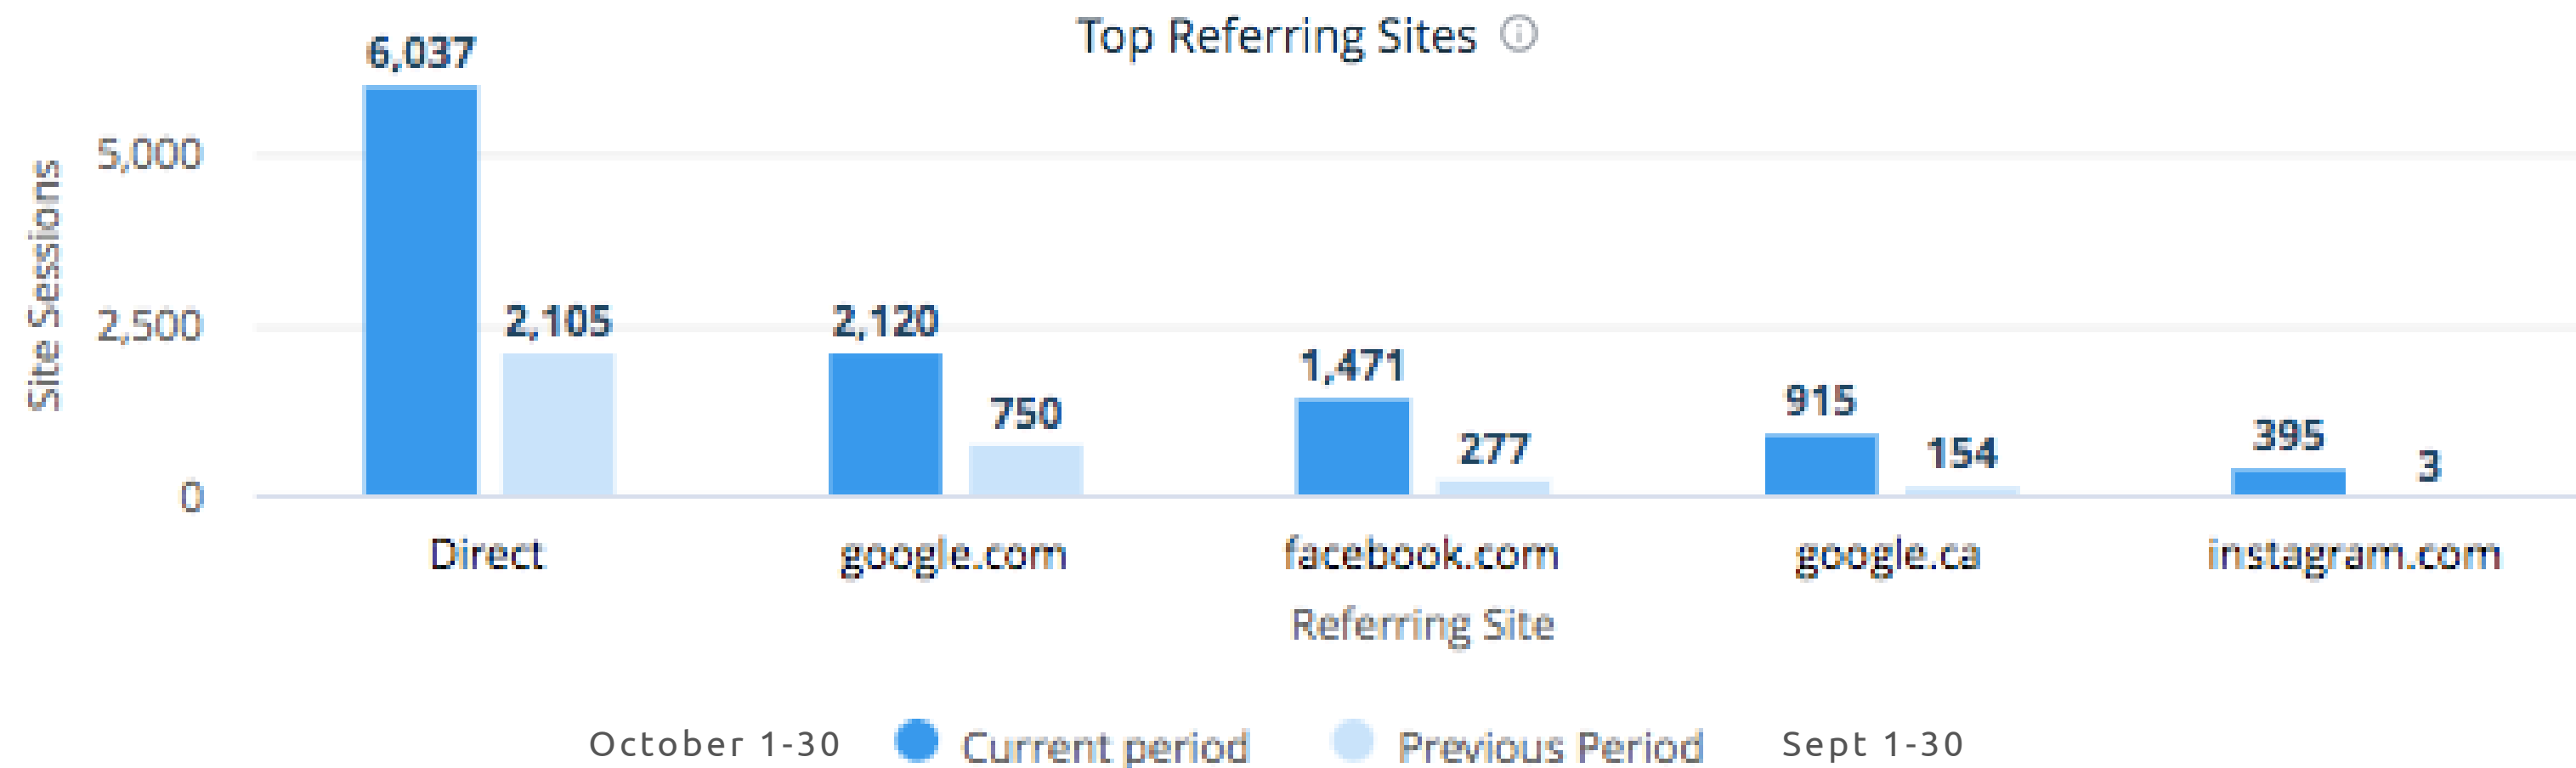 Top Referring Sites
6,037
5,000
2,500
0
Site Sessions
2,105
2,120
750
1,471
277
915
154
395
3
Direct google.com facebook.com google.ca instagram.com
Referring Site
October 1-30 Current period Previous Period Sept 1-30